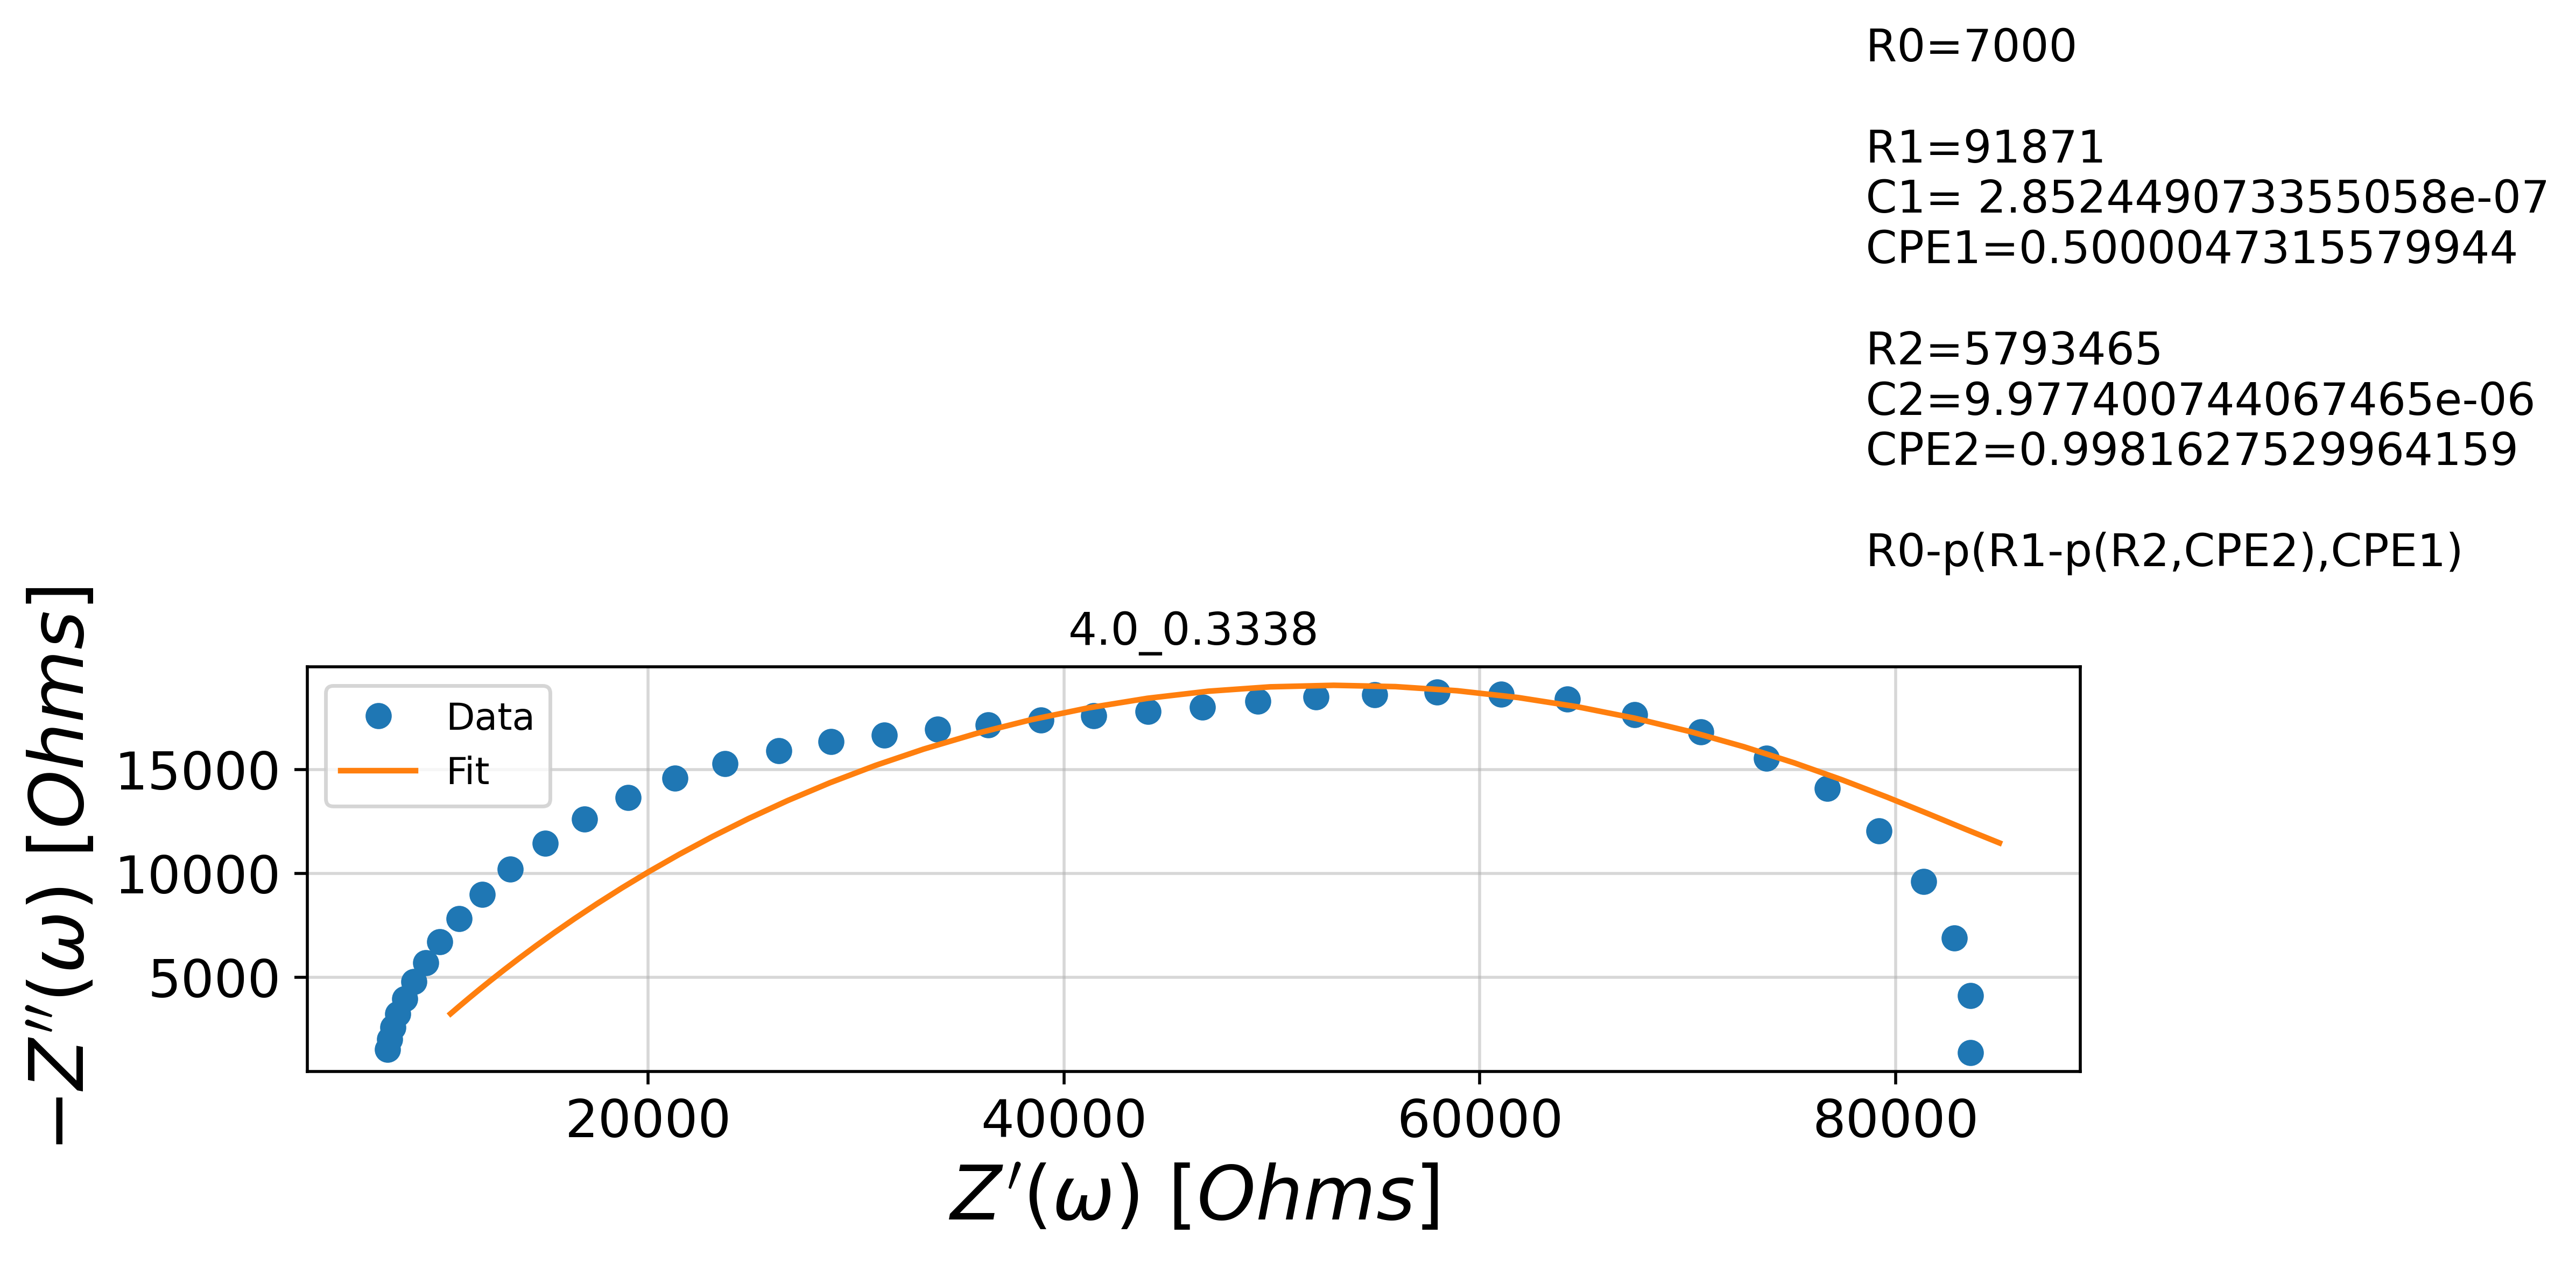 R0=7000
R1=91871
C1= 2.852449073355058e-07
CPE1=0.5000047315579944
R2=5793465
C2=9.977400744067465e-06
CPE2=0.9981627529964159
R0-p(R1-p(R2,CPE2),CPE1)
4.0_0.3338
Data
Fit
−Z″(ω) [Ohms]
15000
10000
5000
20000 40000 60000 80000
Z′(ω) [Ohms]